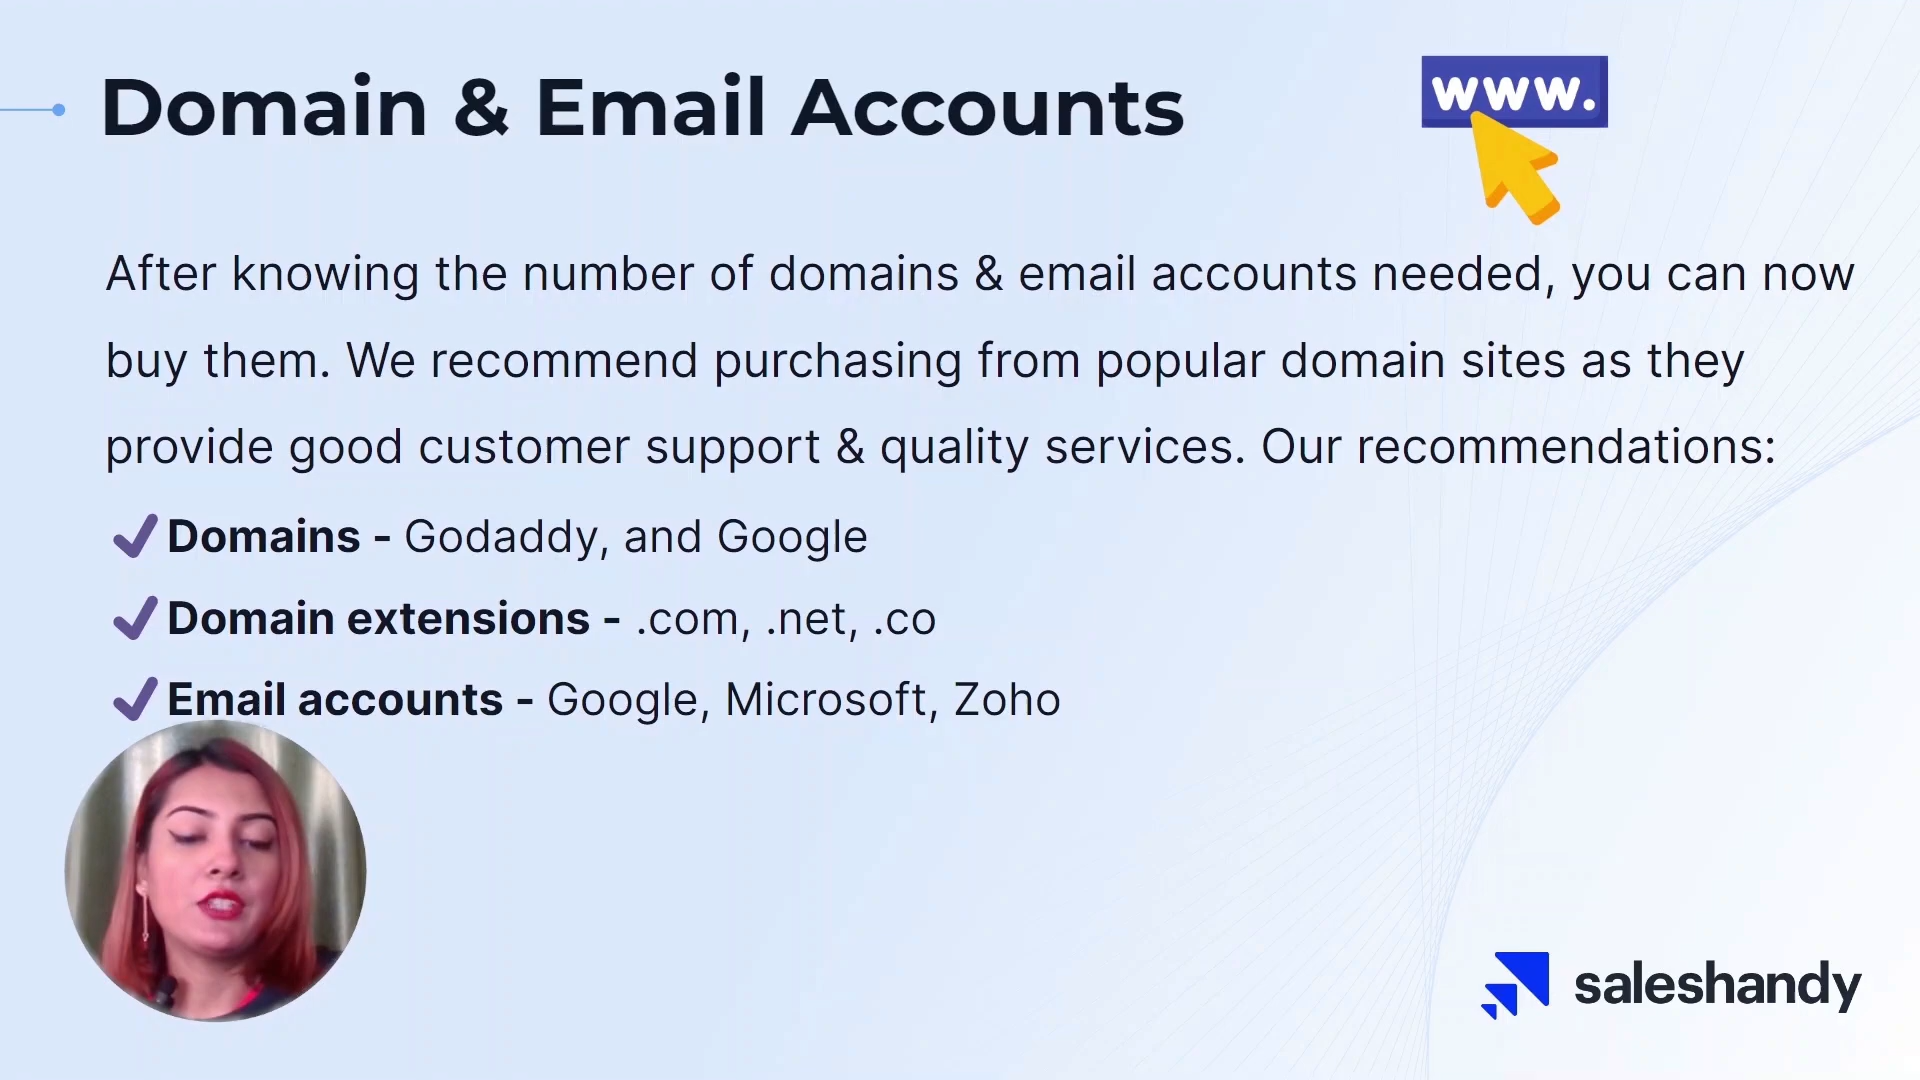 Domain & Email Accounts
www.
After knowing the number of domains & email accounts needed, you can now
buy them. We recommend purchasing from popular domain sites as they
provide good customer support & quality services. Our recommendations:
Domains - Godaddy, and Google
Domain extensions - .com, .net, .co
Email accounts - Google, Microsoft, Zoho
saleshandy